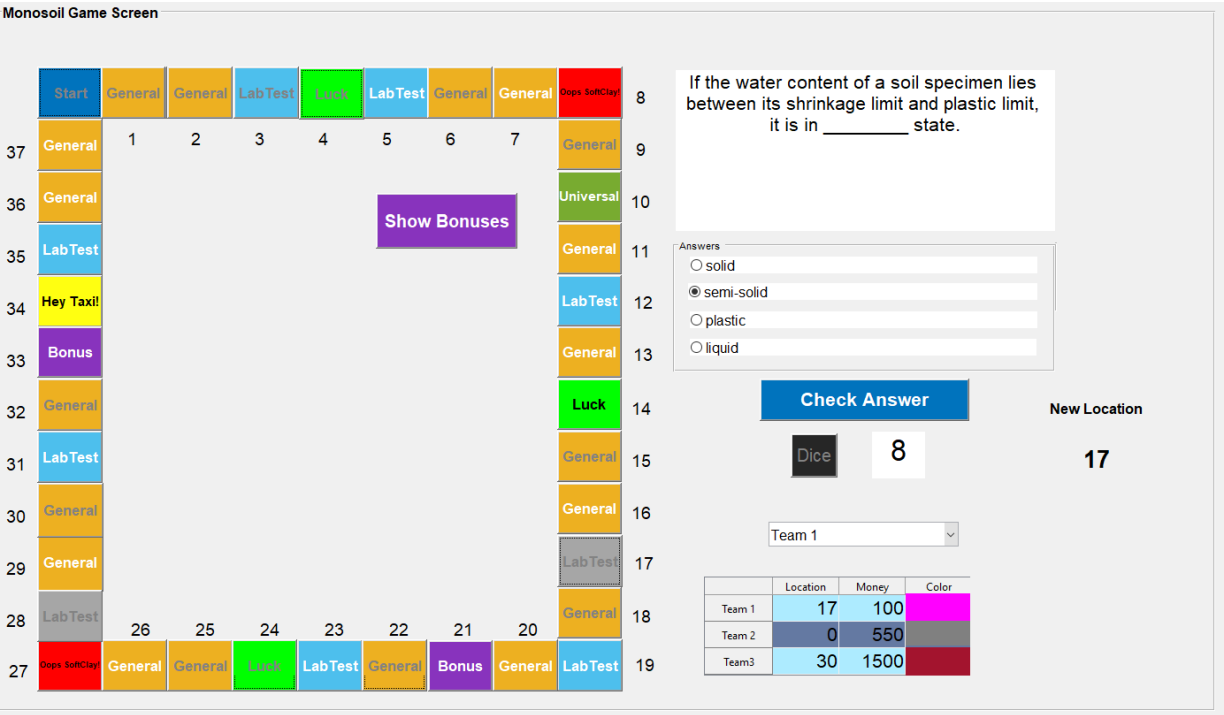 Monosoil Game Screen
Start General General LabTest Luck LabTest General General Oops SoftClay! 8
1 2 3 4 5 6 7
37 General
General 9
36 General
Universal 10
Show Bonuses
35 LabTest
General 11
34 Hey Taxi!
LabTest 12
33 Bonus
General 13
32 General
Luck 14
31 LabTest
General 15
30 General
General 16
29 General
LabTest 17
28 LabTest
General 18
26 25 24 23 22 21 20
27 Oops SoftClay! General General Luck LabTest General Bonus General LabTest 19
If the water content of a soil specimen lies
between its shrinkage limit and plastic limit,
it is in ________ state.
Answers
solid
semi-solid
plastic
liquid
Check Answer
New Location
Dice 8
17
Team 1
Location Money Color
Team 1 17 100
Team 2 0 550
Team3 30 1500